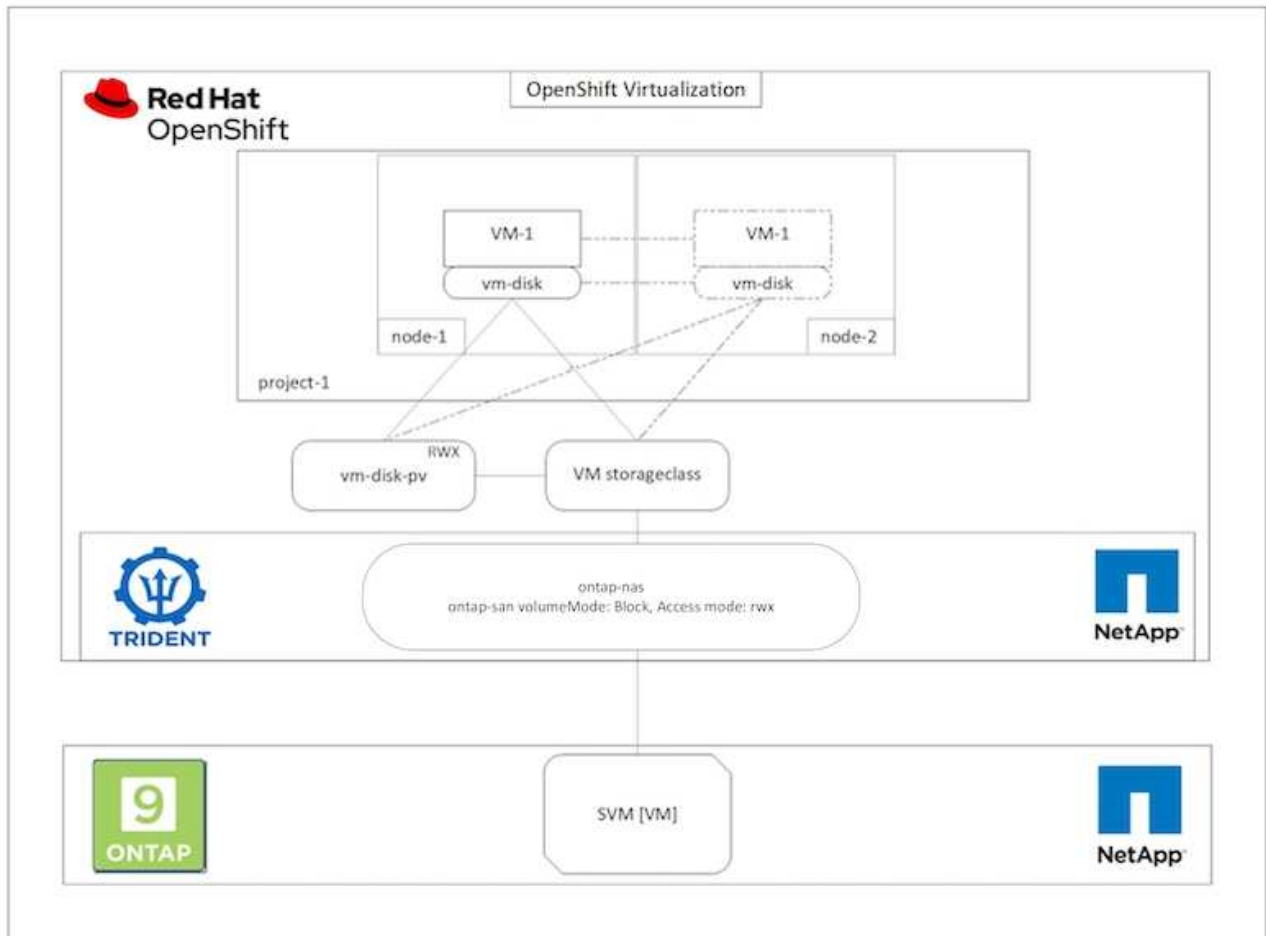 OpenShift Virtualization
Red Hat
OpenShift
VM-1
VM-1
vm-disk
vm-disk
node-1
node-2
project-1
RWX
vm-disk-pv
VM storageclass
ontap-nas
ontap-san volumeMode: Block, Access mode: rwx
TRIDENT
NetApp
SVM [VM]
9
ONTAP
NetApp